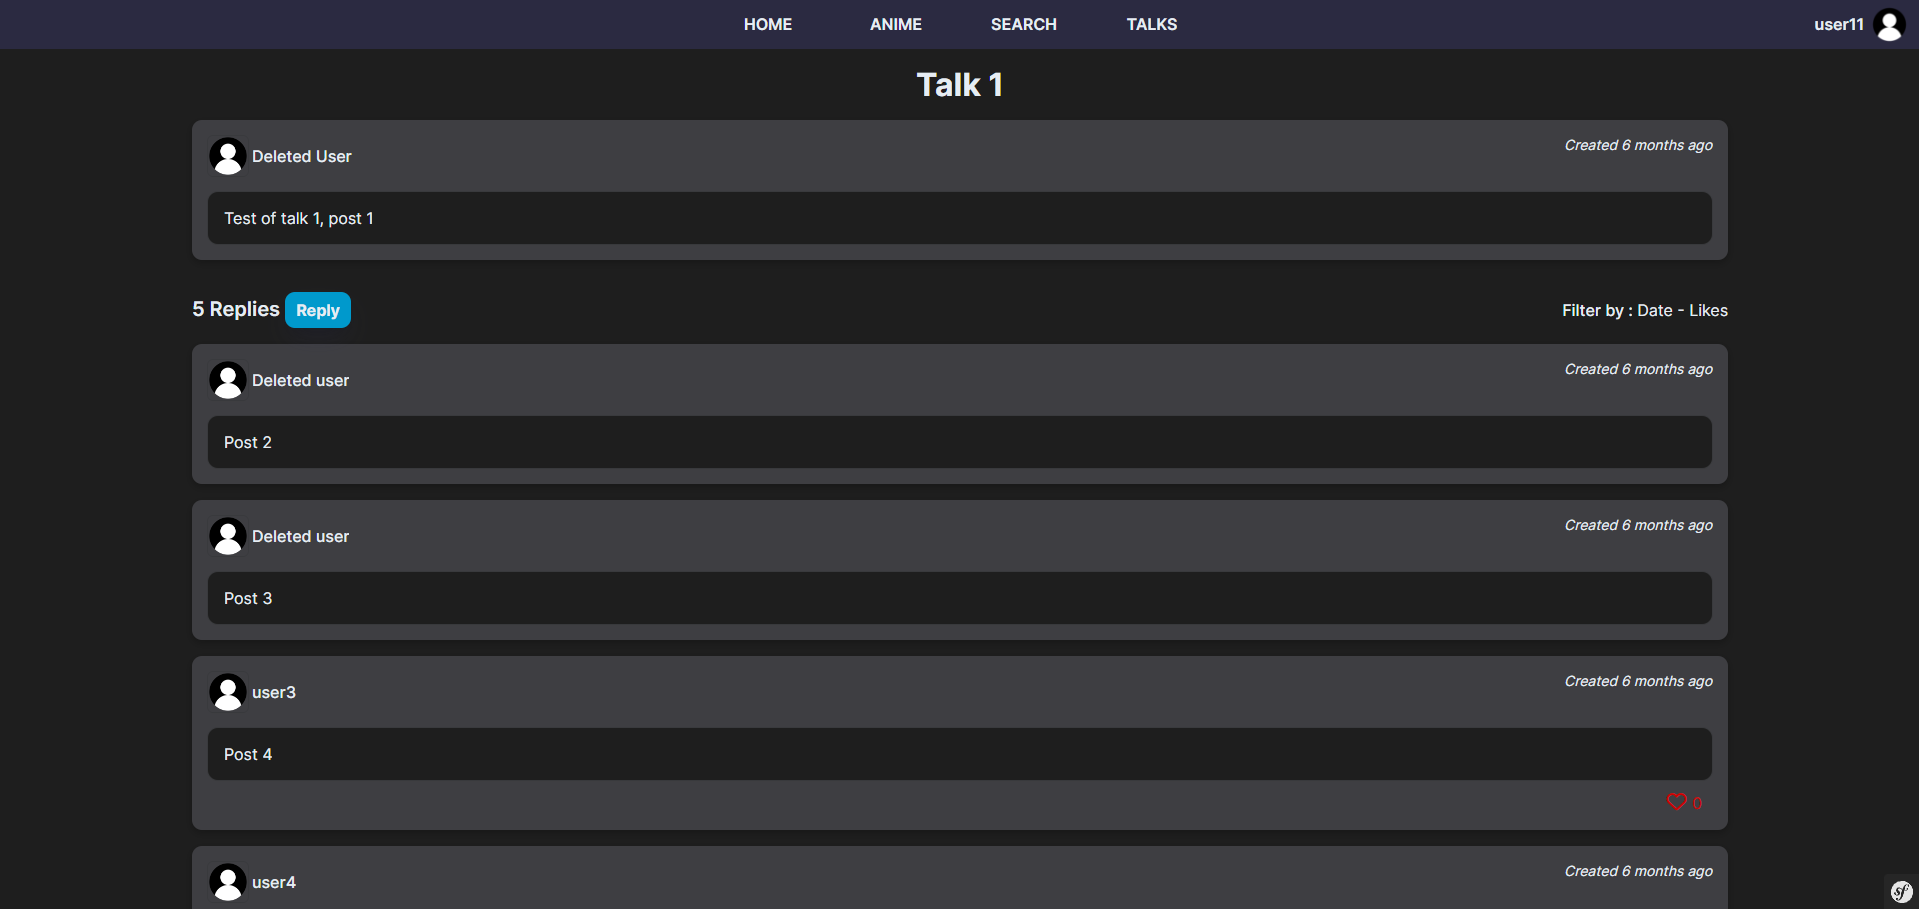 HOME ANIME SEARCH TALKS user11
Talk 1
Deleted User Created 6 months ago
Test of talk 1, post 1
5 Replies Reply Filter by : Date - Likes
Deleted user Created 6 months ago
Post 2
Deleted user Created 6 months ago
Post 3
user3 Created 6 months ago
Post 4
0
user4 Created 6 months ago
sf